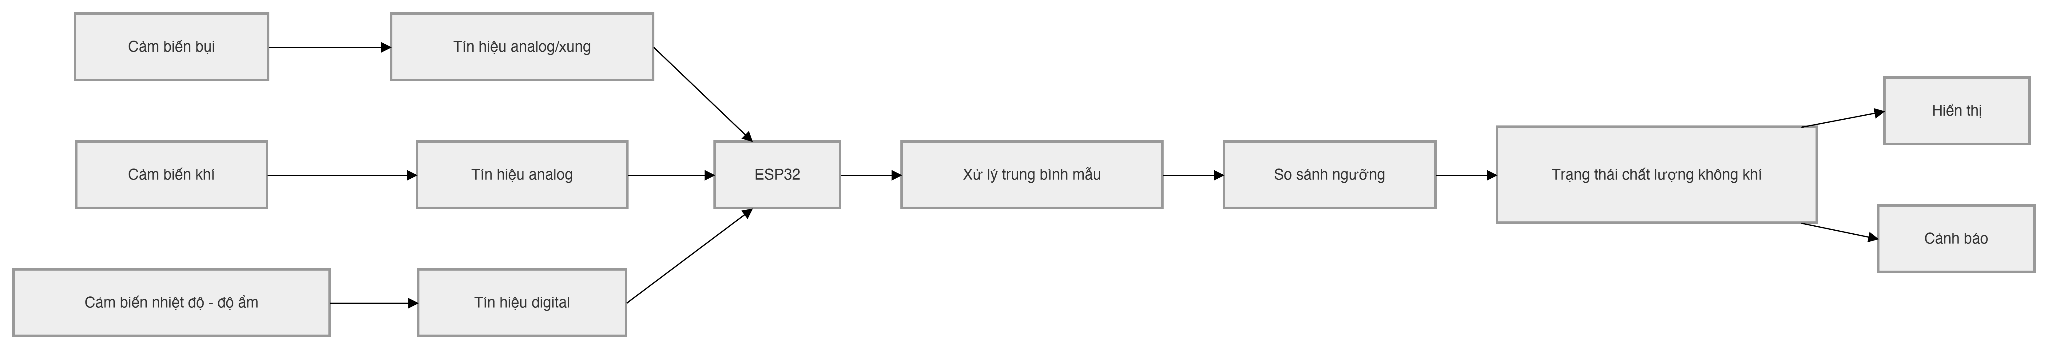 Cảm biến bụi
Tín hiệu analog/xung
Cảm biến khí
Tín hiệu analog
Cảm biến nhiệt độ - độ ẩm
Tín hiệu digital
ESP32
Xử lý trung bình mẫu
So sánh ngưỡng
Trạng thái chất lượng không khí
Hiển thị
Cảnh báo